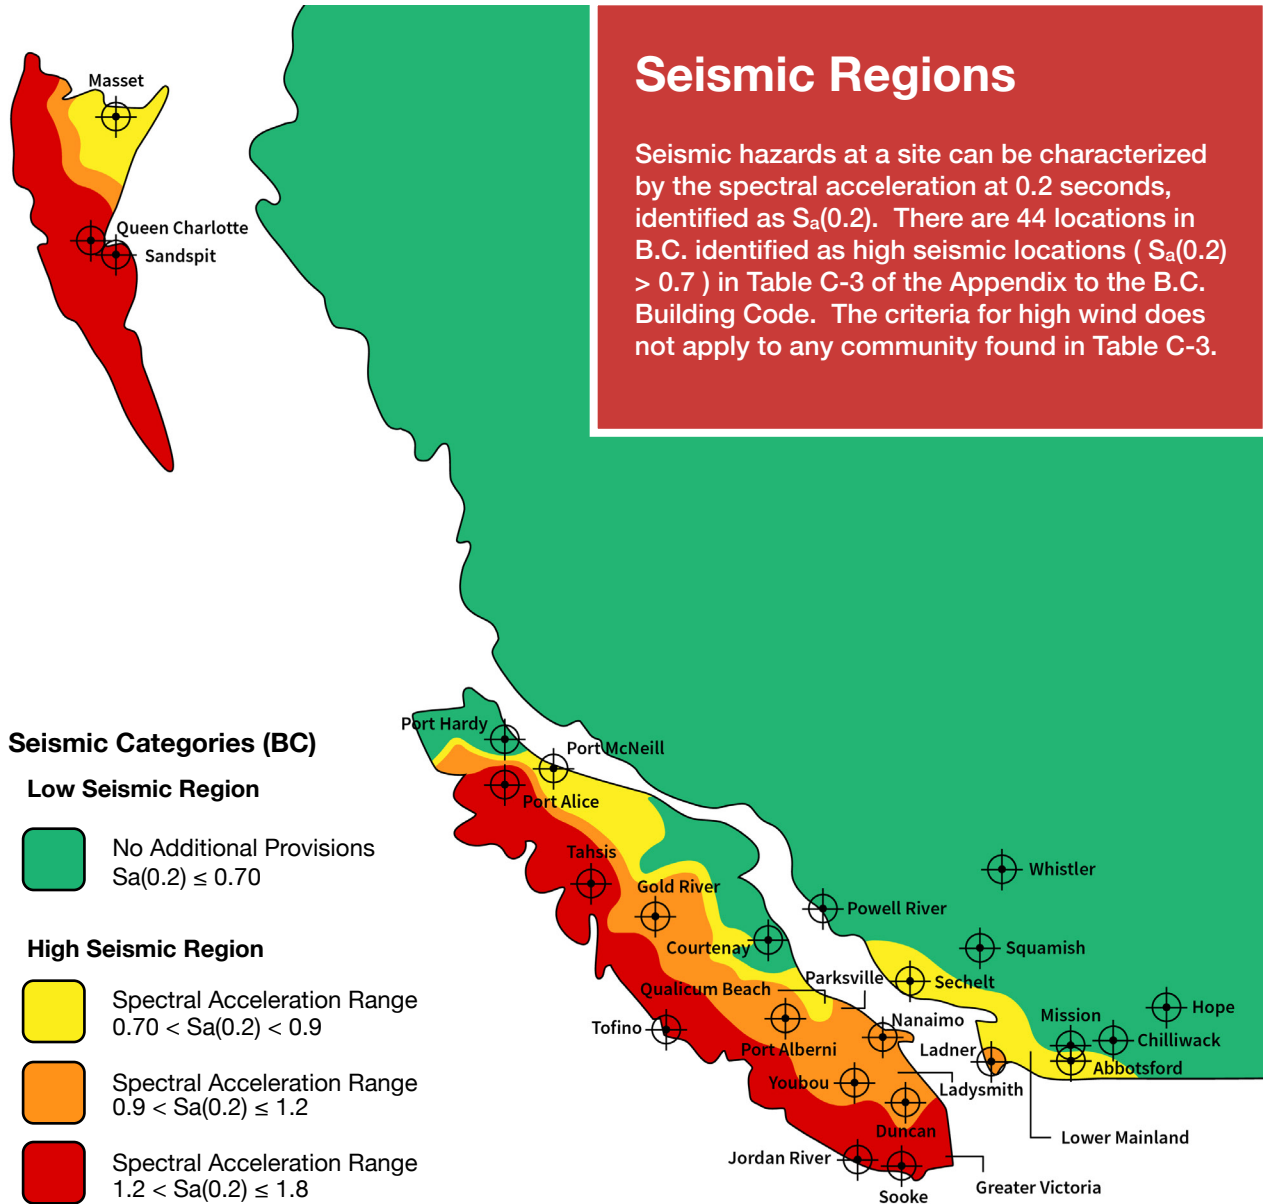 Seismic Regions
Seismic hazards at a site can be characterized
by the spectral acceleration at 0.2 seconds,
identified as Sa(0.2).  There are 44 locations in
B.C. identified as high seismic locations ( Sa(0.2)
> 0.7 ) in Table C-3 of the Appendix to the B.C.
Building Code.  The criteria for high wind does
not apply to any community found in Table C-3.
Masset
Queen Charlotte
Sandspit
Port Hardy
Port McNeill
Port Alice
Tahsis
Gold River
Courtenay
Powell River
Whistler
Squamish
Sechelt
Parksville
Qualicum Beach
Tofino
Port Alberni
Nanaimo
Ladner
Mission
Hope
Chilliwack
Abbotsford
Youbou
Ladysmith
Duncan
Lower Mainland
Jordan River
Sooke
Greater Victoria
Seismic Categories (BC)
Low Seismic Region
No Additional Provisions
Sa(0.2) ≤ 0.70
High Seismic Region
Spectral Acceleration Range
0.70 < Sa(0.2) < 0.9
Spectral Acceleration Range
0.9 < Sa(0.2) ≤ 1.2
Spectral Acceleration Range
1.2 < Sa(0.2) ≤ 1.8